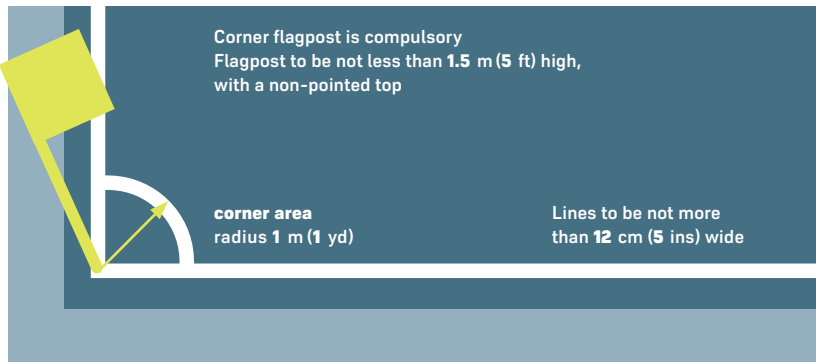 Corner flagpost is compulsory
Flagpost to be not less than 1.5 m (5 ft) high,
with a non-pointed top
corner area
radius 1 m (1 yd)
Lines to be not more
than 12 cm (5 ins) wide